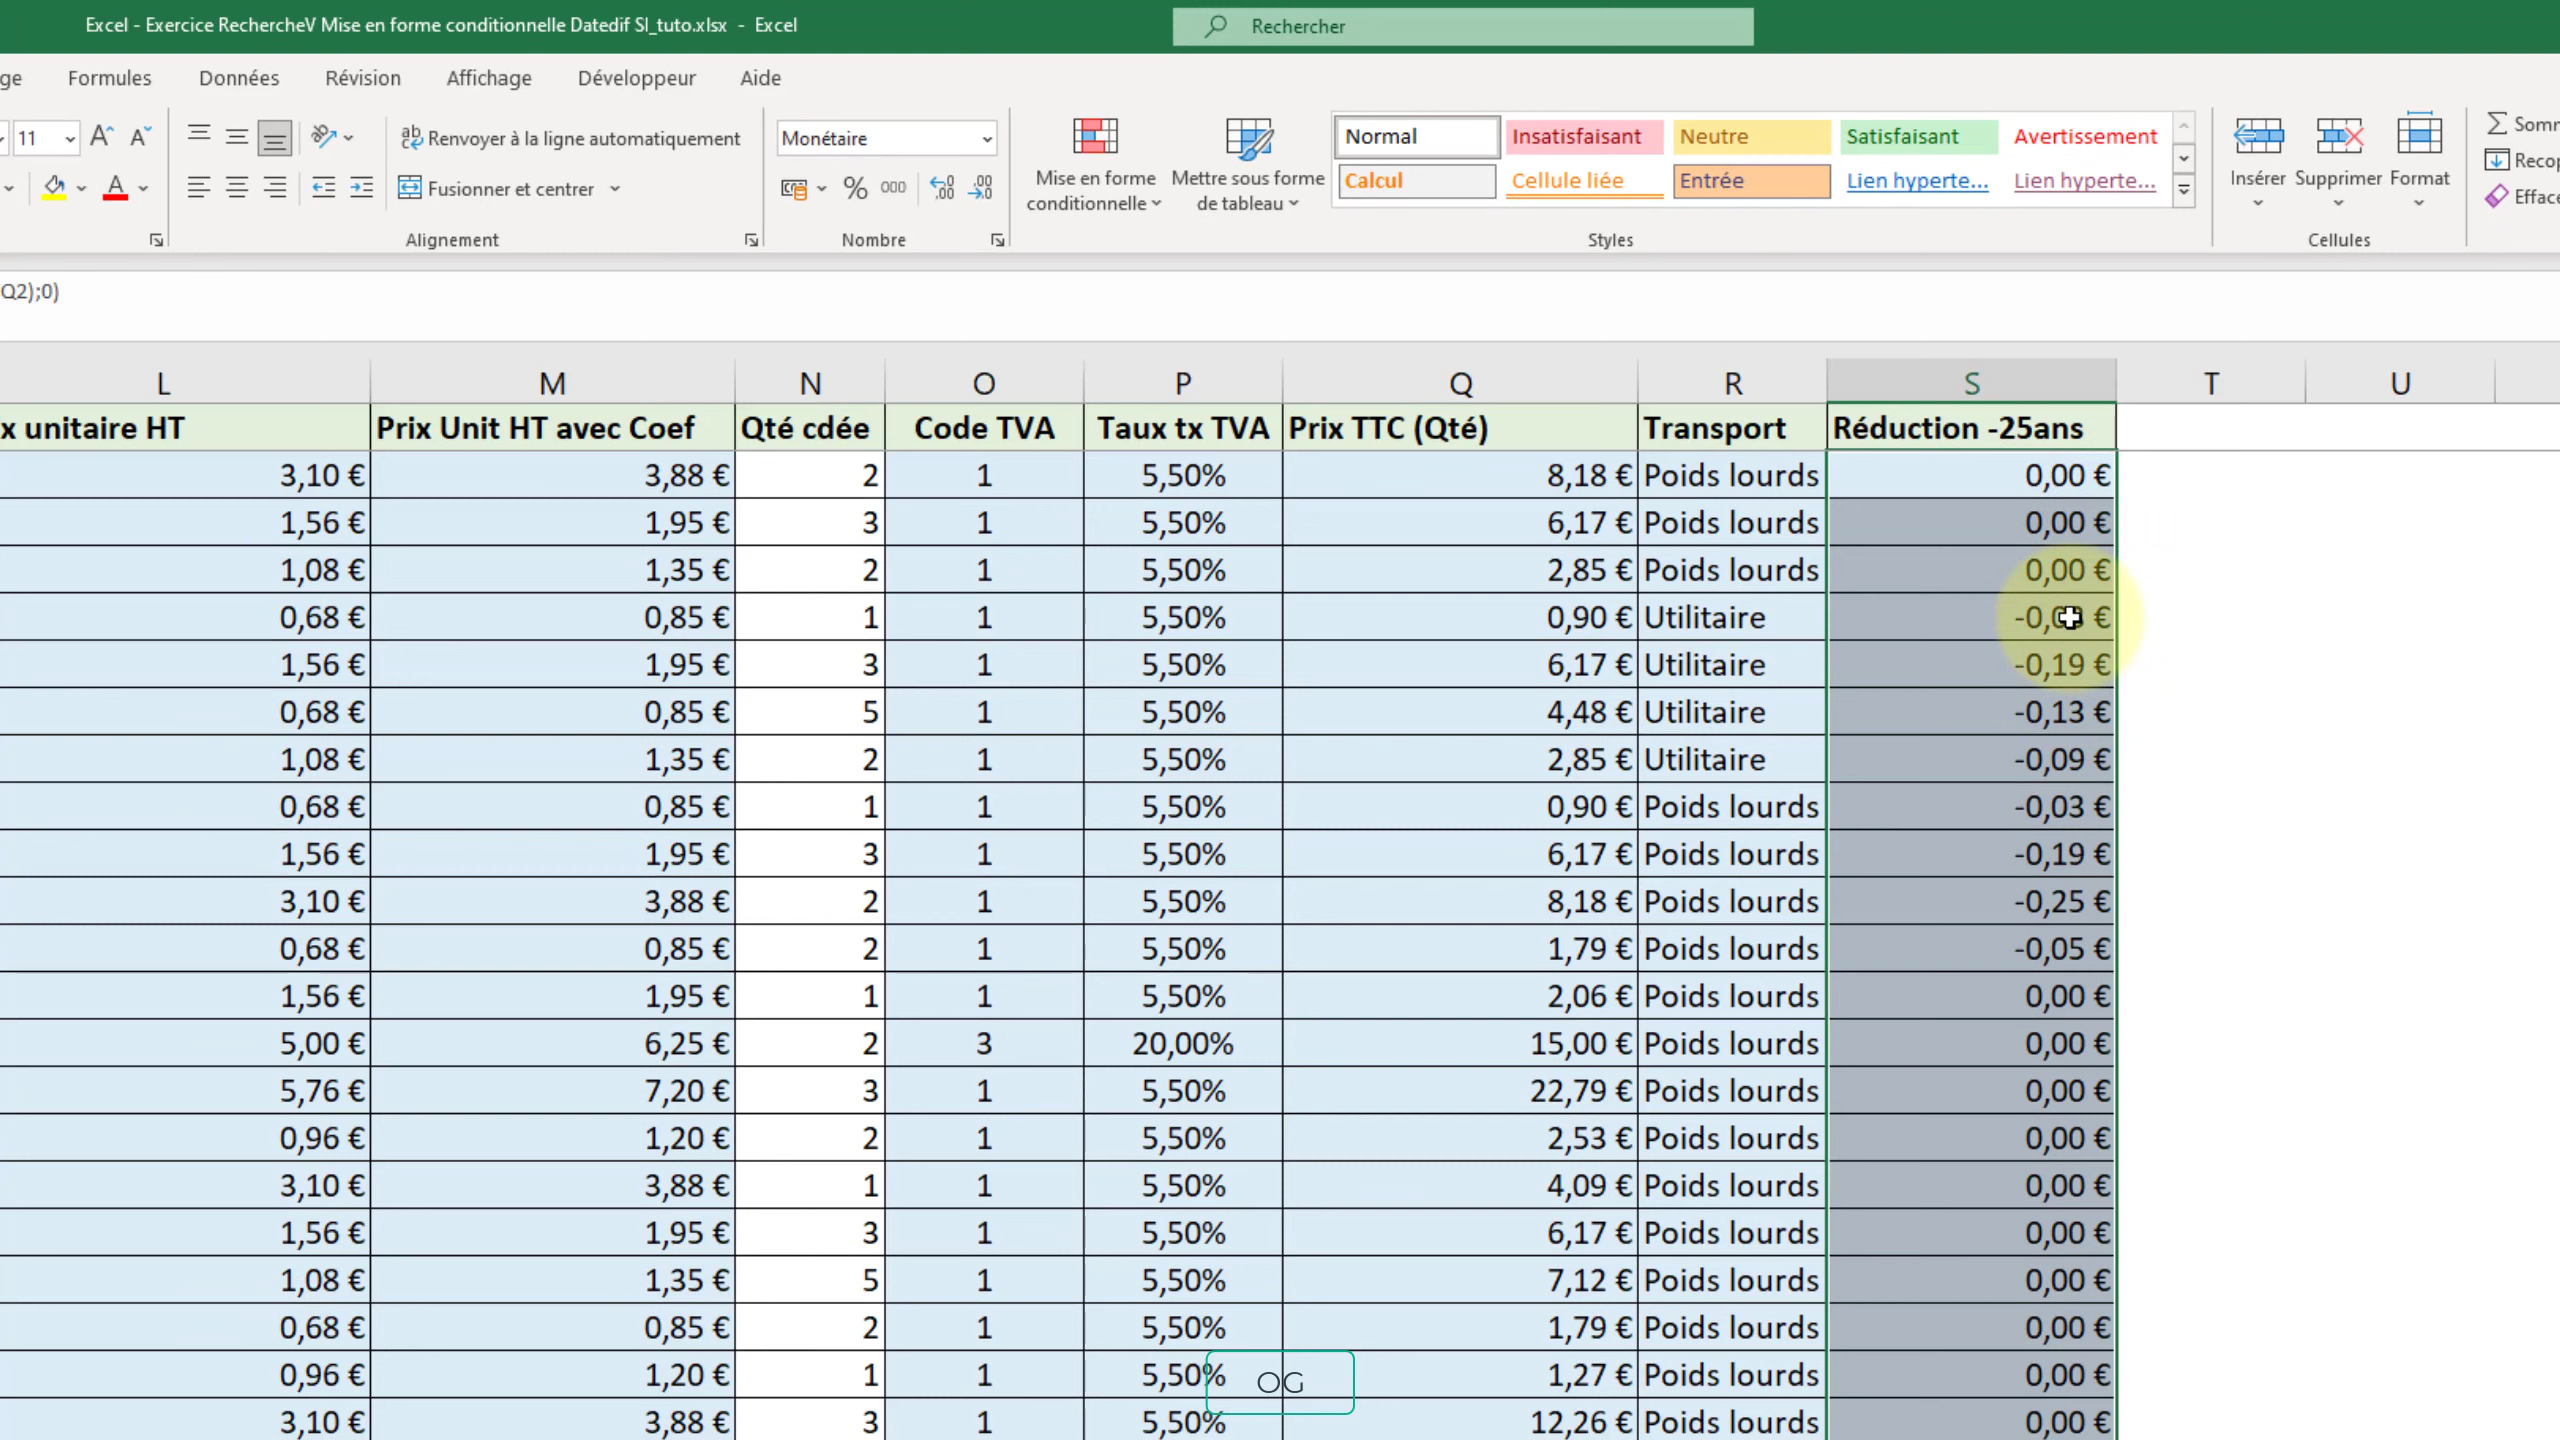 Excel - Exercice RechercheV Mise en forme conditionnelle Datedif SI_tuto.xlsx - Excel
Rechercher
ge Formules Données Révision Affichage Développeur Aide
11 Renvoyer à la ligne automatiquement Monétaire
Fusionner et centrer % 000
Mise en forme conditionnelle
Mettre sous forme de tableau
Normal Insatisfaisant Neutre Satisfaisant Avertissement
Calcul Cellule liée Entrée Lien hyperte... Lien hyperte...
Insérer Supprimer Format
Somm
Recop
Efface
Alignement Nombre Styles Cellules
Q2);0)
L M N O P Q R S T U
x unitaire HT Prix Unit HT avec Coef Qté cdée Code TVA Taux tx TVA Prix TTC (Qté) Transport Réduction -25ans
3,10 € 3,88 € 2 1 5,50% 8,18 € Poids lourds 0,00 €
1,56 € 1,95 € 3 1 5,50% 6,17 € Poids lourds 0,00 €
1,08 € 1,35 € 2 1 5,50% 2,85 € Poids lourds 0,00 €
0,68 € 0,85 € 1 1 5,50% 0,90 € Utilitaire
1,56 € 1,95 € 3 1 5,50% 6,17 € Utilitaire -0,19 €
0,68 € 0,85 € 5 1 5,50% 4,48 € Utilitaire -0,13 €
1,08 € 1,35 € 2 1 5,50% 2,85 € Utilitaire -0,09 €
0,68 € 0,85 € 1 1 5,50% 0,90 € Poids lourds -0,03 €
1,56 € 1,95 € 3 1 5,50% 6,17 € Poids lourds -0,19 €
3,10 € 3,88 € 2 1 5,50% 8,18 € Poids lourds -0,25 €
0,68 € 0,85 € 2 1 5,50% 1,79 € Poids lourds -0,05 €
1,56 € 1,95 € 1 1 5,50% 2,06 € Poids lourds 0,00 €
5,00 € 6,25 € 2 3 20,00% 15,00 € Poids lourds 0,00 €
5,76 € 7,20 € 3 1 5,50% 22,79 € Poids lourds 0,00 €
0,96 € 1,20 € 2 1 5,50% 2,53 € Poids lourds 0,00 €
3,10 € 3,88 € 1 1 5,50% 4,09 € Poids lourds 0,00 €
1,56 € 1,95 € 3 1 5,50% 6,17 € Poids lourds 0,00 €
1,08 € 1,35 € 5 1 5,50% 7,12 € Poids lourds 0,00 €
0,68 € 0,85 € 2 1 5,50% 1,79 € Poids lourds 0,00 €
0,96 € 1,20 € 1 1 5,50% 1,27 € Poids lourds 0,00 €
OG
3,10 € 3,88 € 3 1 5,50% 12,26 € Poids lourds 0,00 €